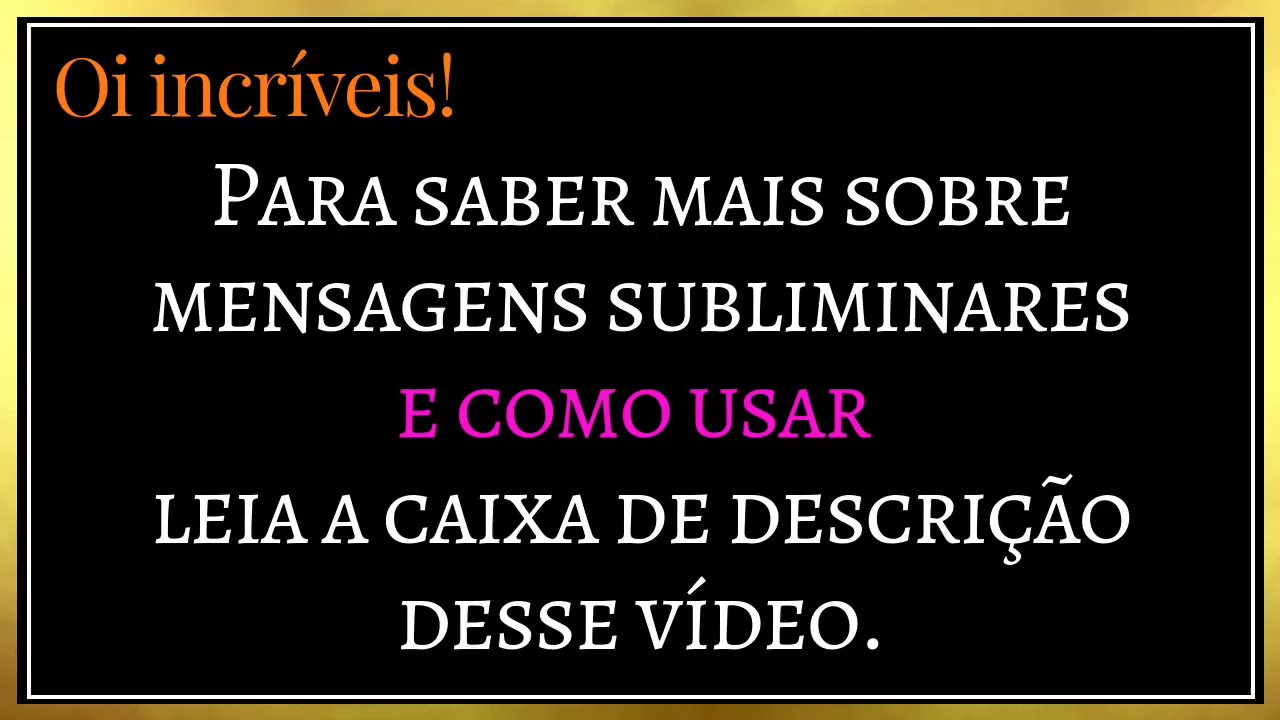 Oi incríveis!
Para saber mais sobre
mensagens subliminares
e como usar
leia a caixa de descrição
desse vídeo.